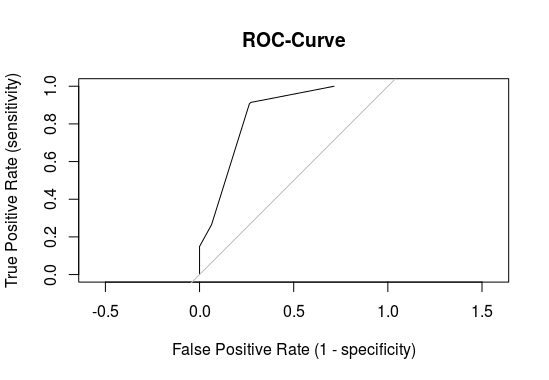 ROC-Curve
True Positive Rate (sensitivity)
1.0
0.8
0.6
0.4
0.2
0.0
-0.5 0.0 0.5 1.0 1.5
False Positive Rate (1 - specificity)